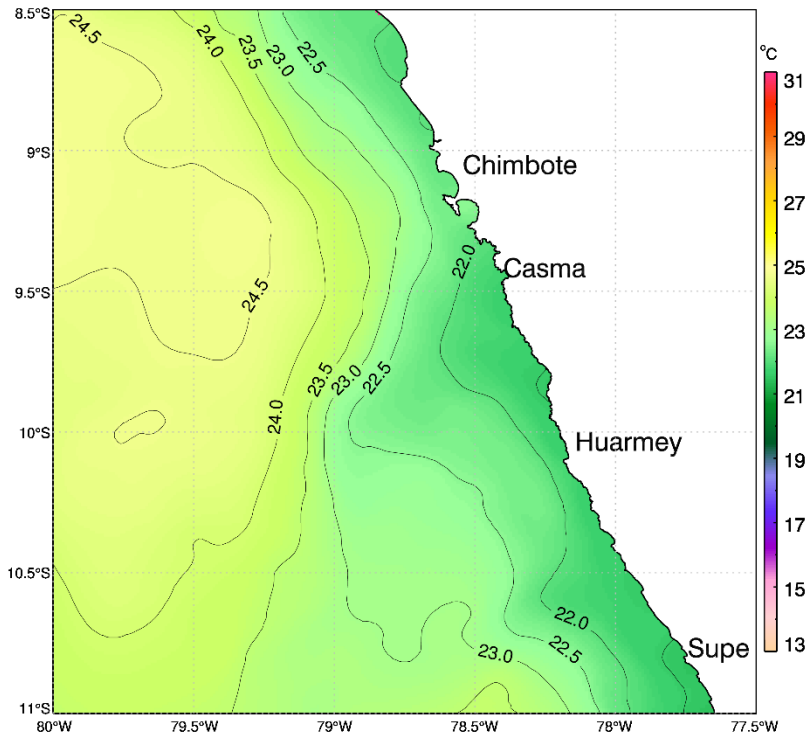 8.5°S
24.5
24.0
23.5
23.0
22.5
°C
31
9°S
Chimbote
29
27
22.0
Casma
25
9.5°S
24.5
23
23.5
23.0
22.5
21
24.0
10°S
Huarmey
19
17
10.5°S
15
22.0
22.5
23.0
Supe
13
11°S
80°W
79.5°W
79°W
78.5°W
78°W
77.5°W